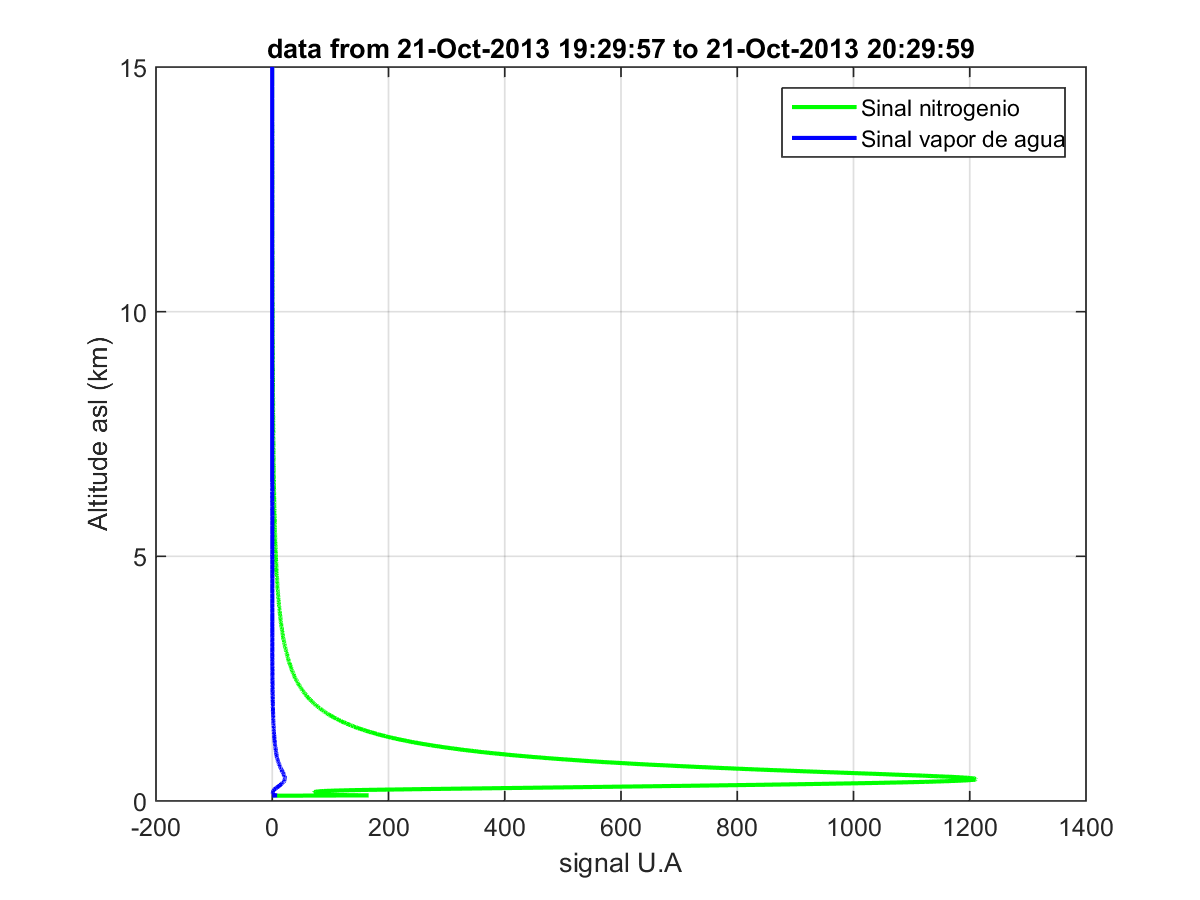 data from 21-Oct-2013 19:29:57 to 21-Oct-2013 20:29:59
15
Sinal nitrogenio
Sinal vapor de agua
10
Altitude asl (km)
5
0
-200 0 200 400 600 800 1000 1200 1400
signal U.A